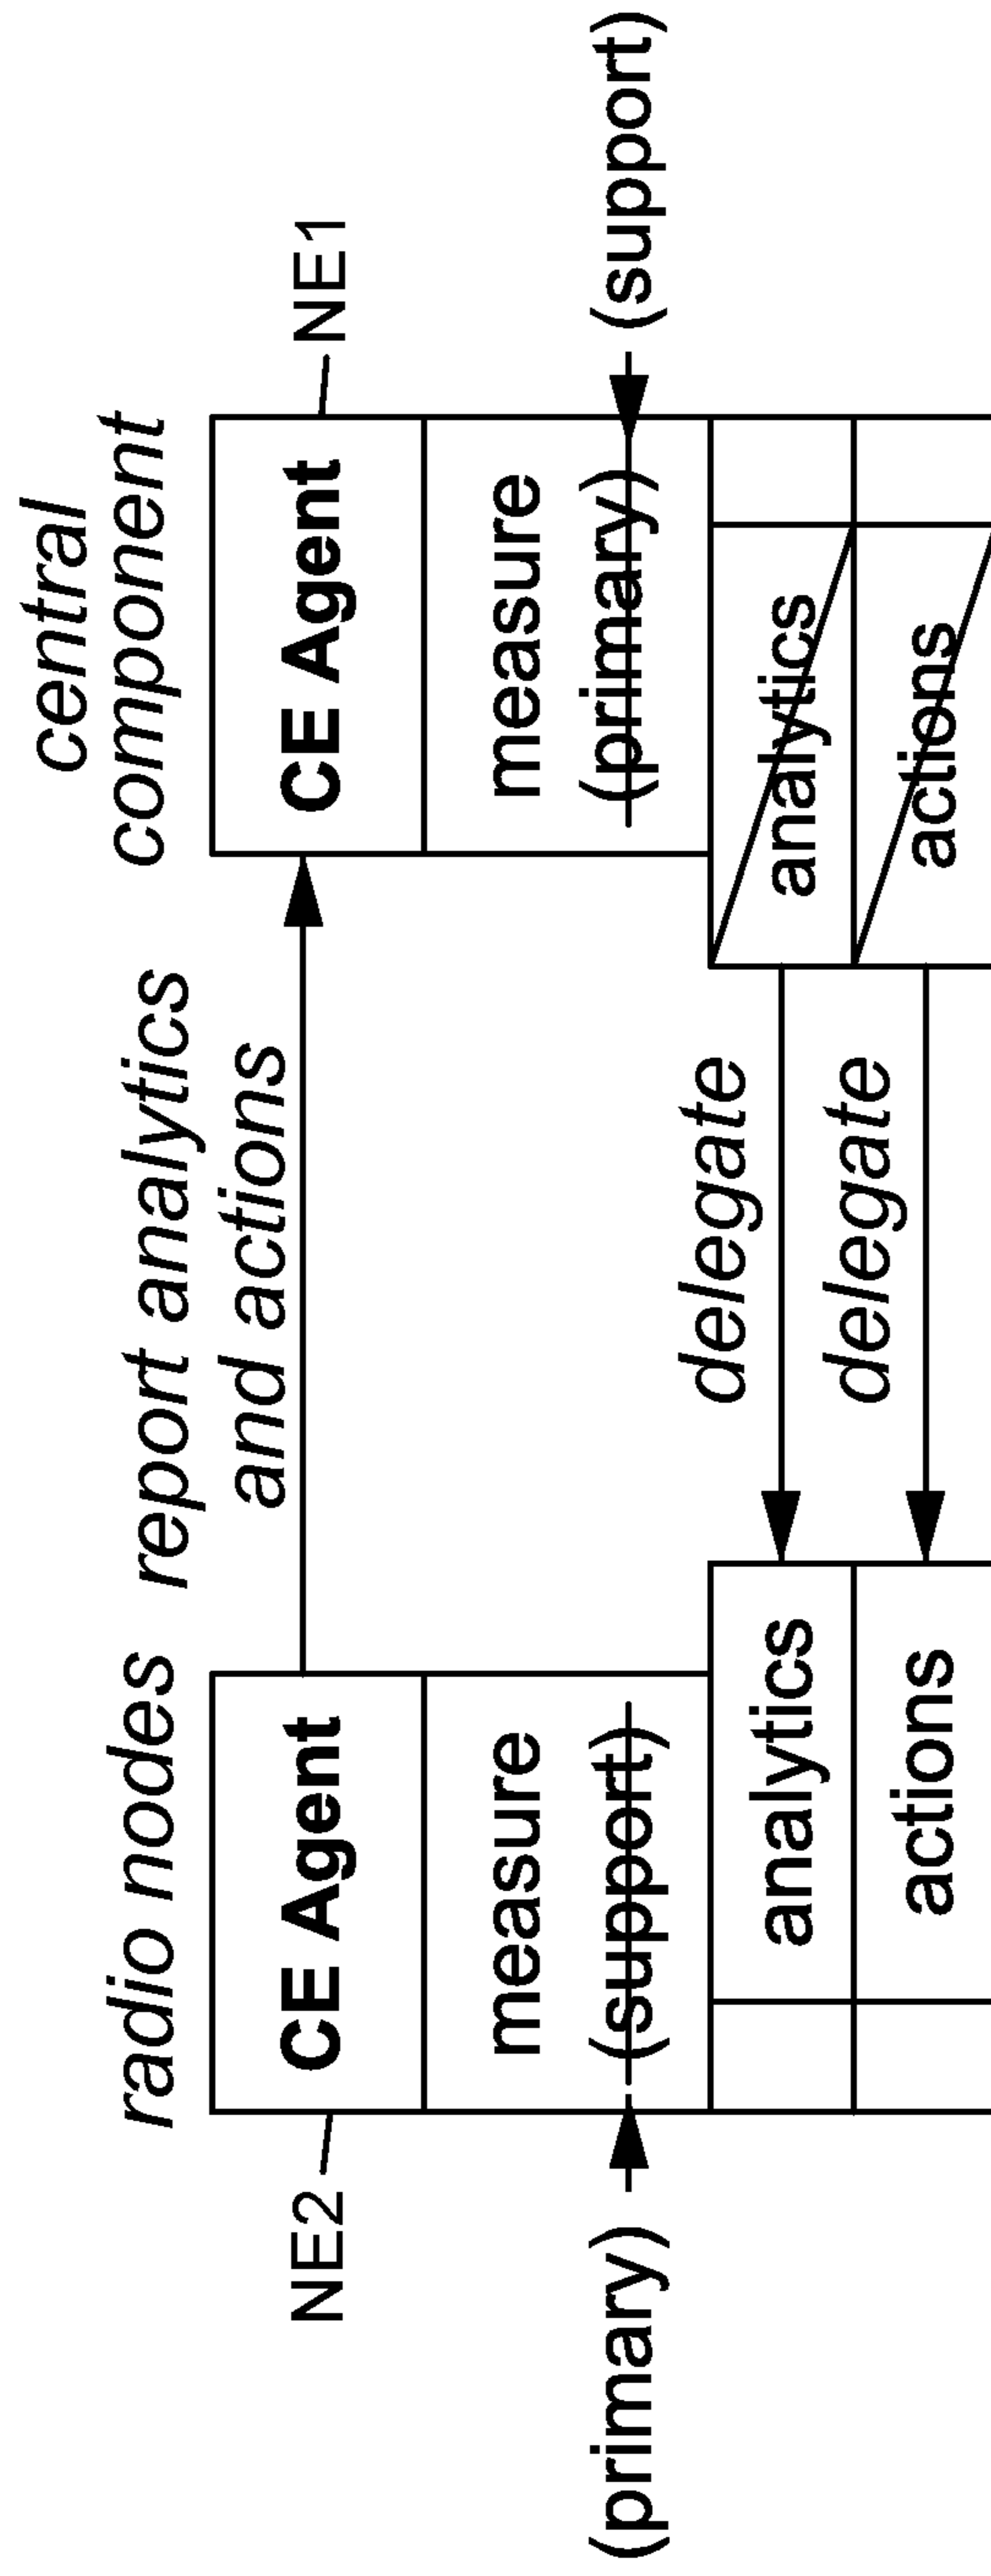 radio nodes
report analytics
and actions
central
component
NE2
CE Agent
CE Agent
NE1
measure
measure
(primary)
(support)
(primary)
(support)
analytics
delegate
analytics
actions
delegate
actions